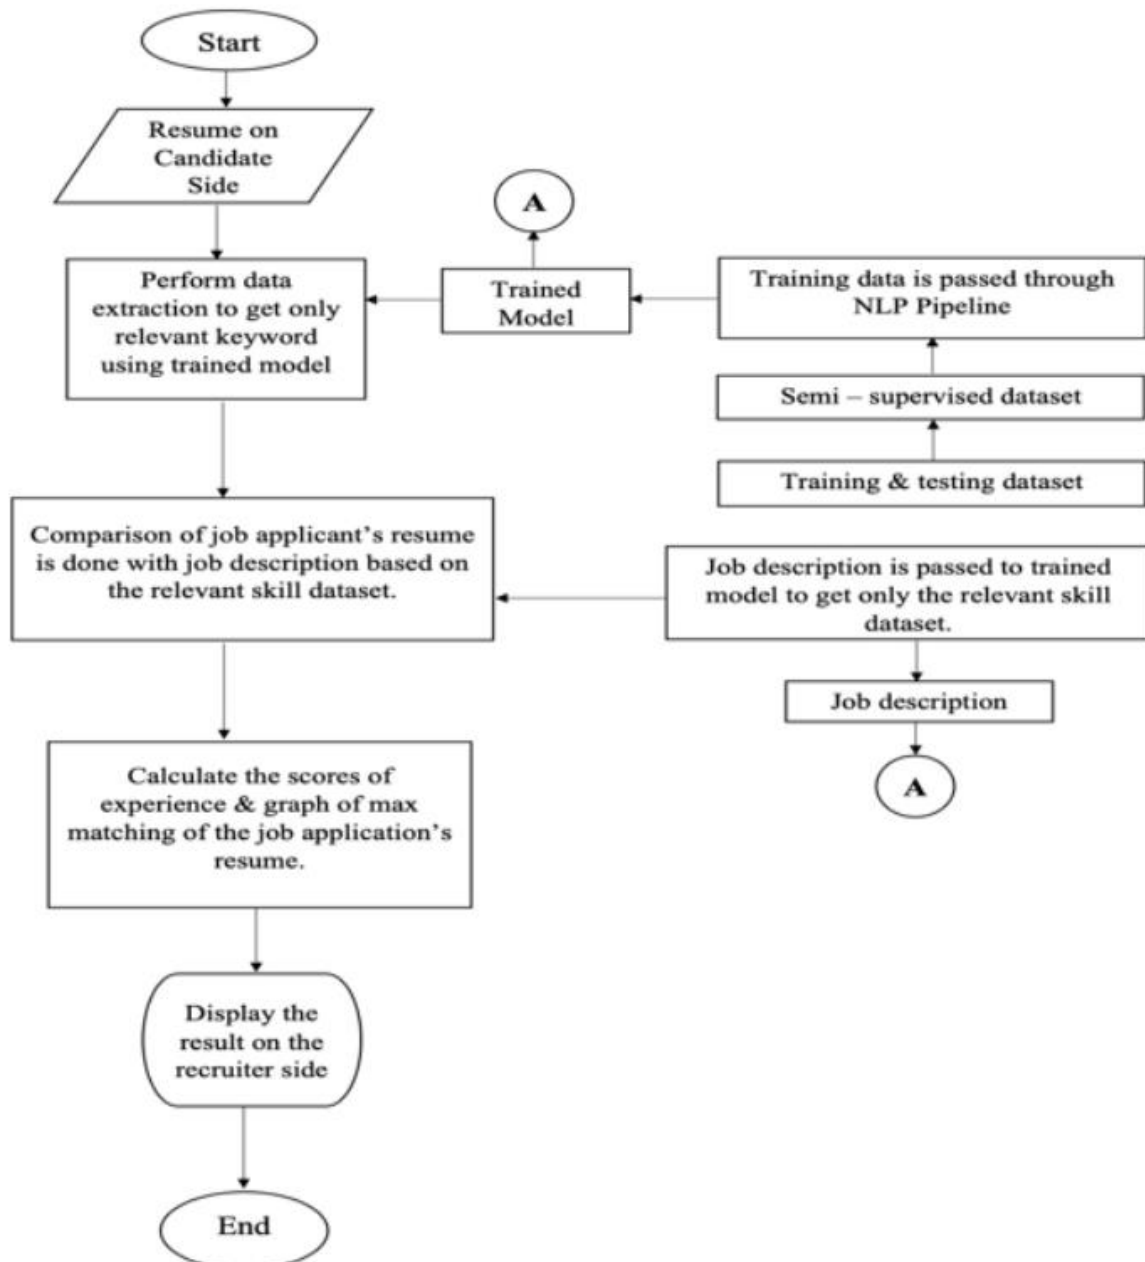 Start
Resume on
Candidate
Side
A
Perform data
extraction to get only
relevant keyword
using trained model
Trained
Model
Training data is passed through
NLP Pipeline
Semi – supervised dataset
Training & testing dataset
Comparison of job applicant’s resume
is done with job description based on
the relevant skill dataset.
Job description is passed to trained
model to get only the relevant skill
dataset.
Job description
A
Calculate the scores of
experience & graph of max
matching of the job application’s
resume.
Display the
result on the
recruiter side
End